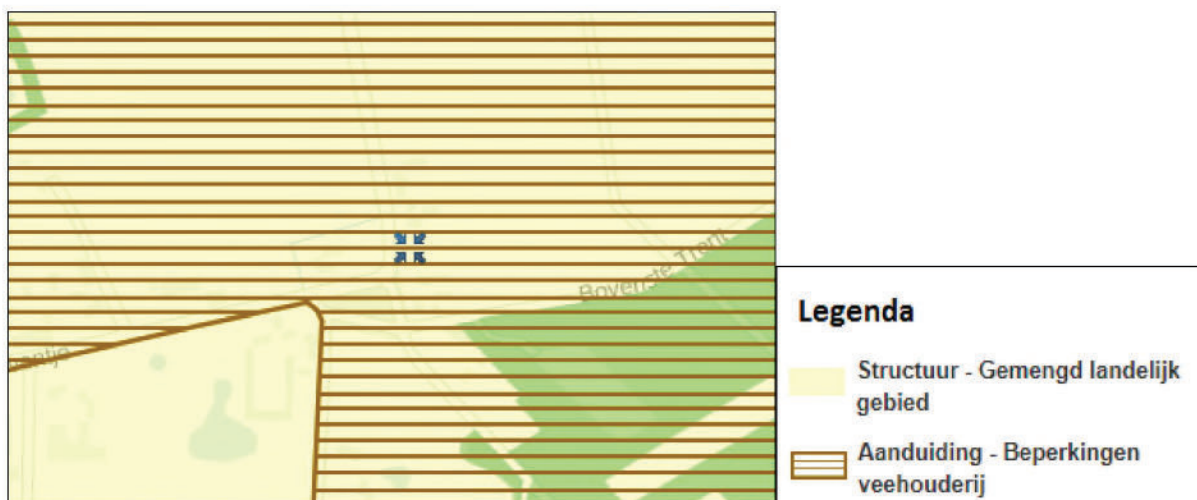 Bovenste Trent
Legenda
Structuur - Gemengd landelijk
gebied
Aanduiding - Beperkingen
veehouderij